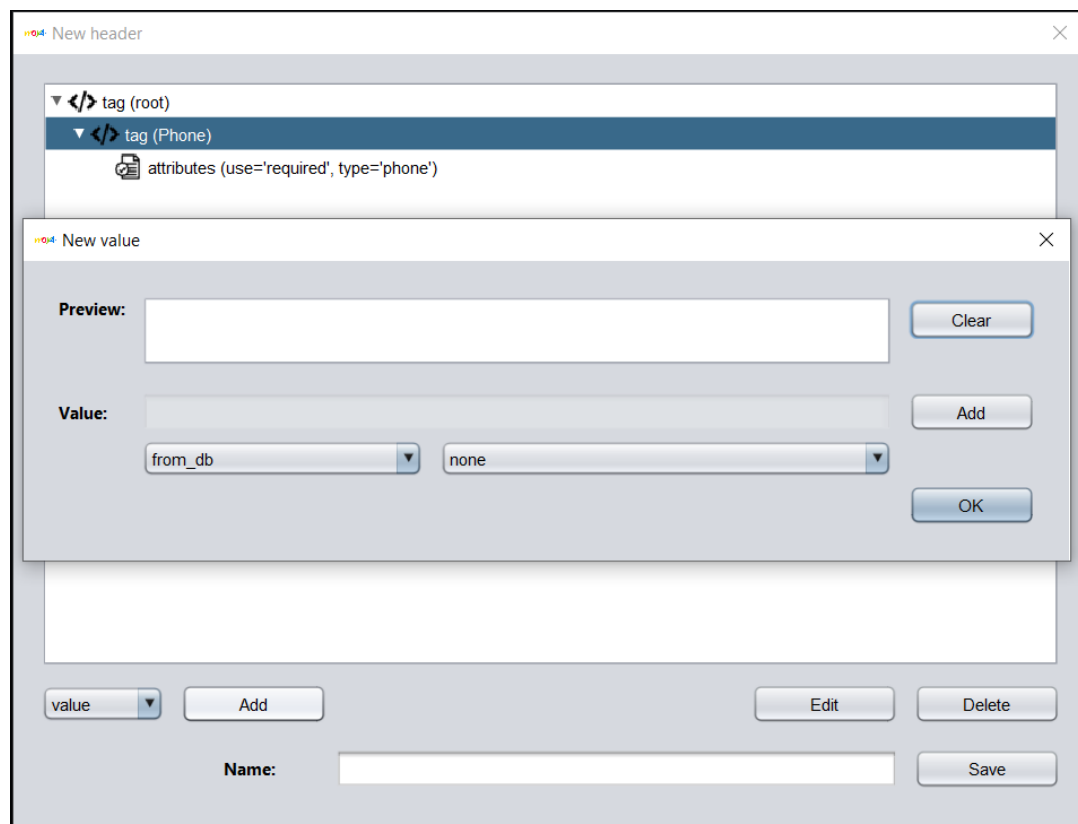 New header
tag (root)
tag (Phone)
attributes (use='required', type='phone')
New value
Preview:
Clear
Value:
Add
from_db
none
OK
value
Add
Edit
Delete
Name:
Save